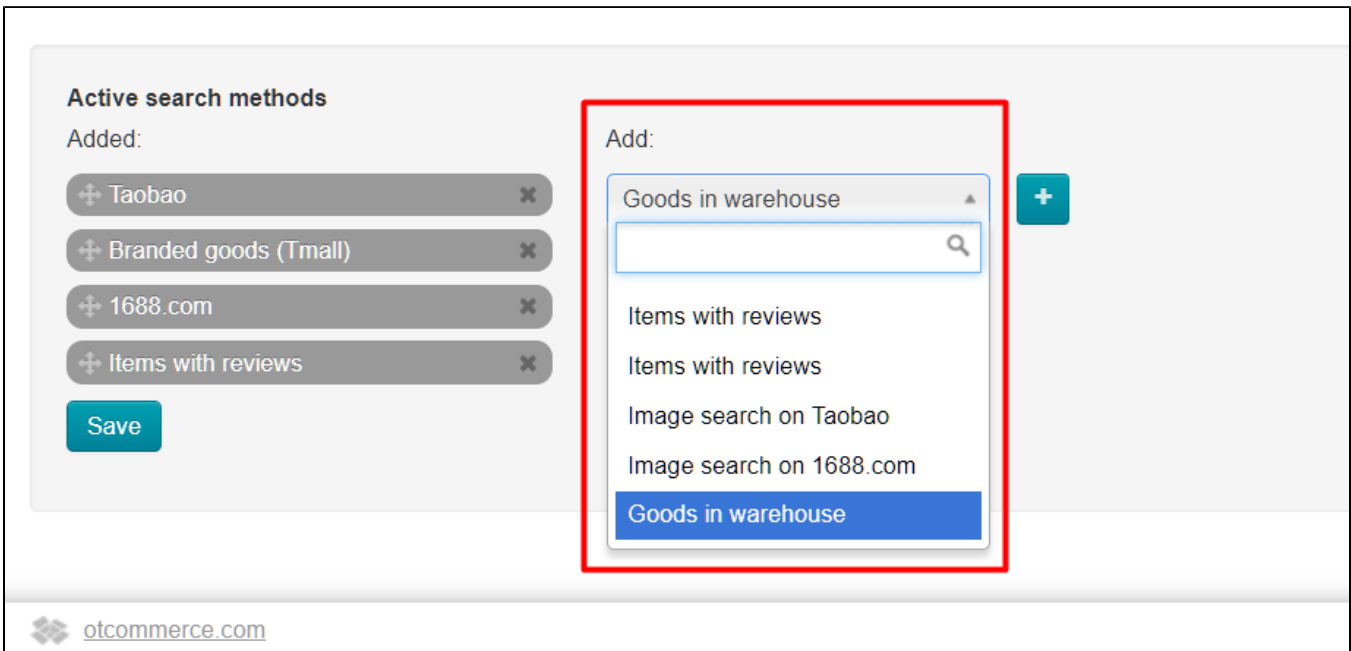 Active search methods
Added:
Taobao
Branded goods (Tmall)
1688.com
Items with reviews
Save
Add:
Goods in warehouse
+
Items with reviews
Items with reviews
Image search on Taobao
Image search on 1688.com
Goods in warehouse
otcommerce.com